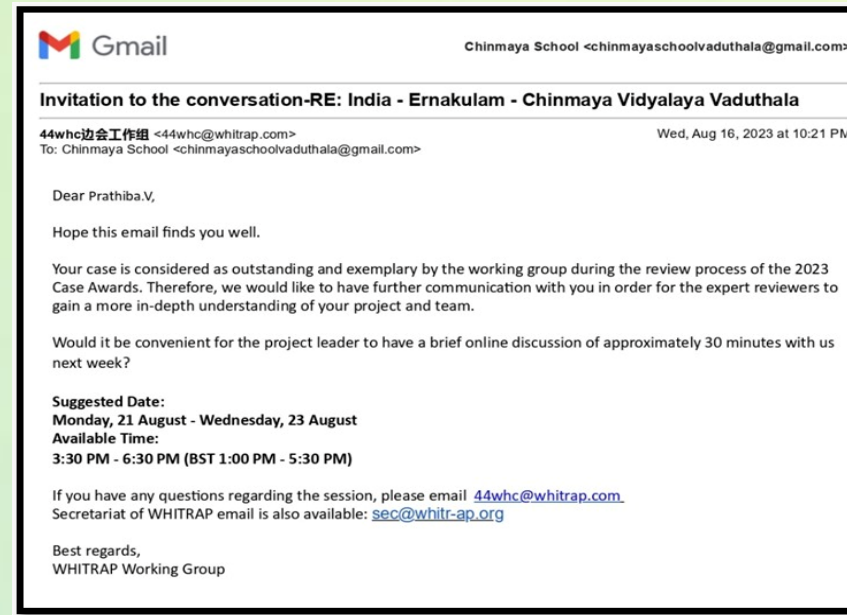 Gmail
Chinmaya School <chinmayaschoolvaduthala@gmail.com>
Invitation to the conversation-RE: India - Ernakulam - Chinmaya Vidyalaya Vaduthala
44whc边会工作组 <44whc@whitrap.com>
Wed, Aug 16, 2023 at 10:21 PM
To: Chinmaya School <chinmayaschoolvaduthala@gmail.com>
Dear Prathiba.V,
Hope this email finds you well.
Your case is considered as outstanding and exemplary by the working group during the review process of the 2023
Case Awards. Therefore, we would like to have further communication with you in order for the expert reviewers to
gain a more in-depth understanding of your project and team.
Would it be convenient for the project leader to have a brief online discussion of approximately 30 minutes with us
next week?
Suggested Date:
Monday, 21 August - Wednesday, 23 August
Available Time:
3:30 PM - 6:30 PM (BST 1:00 PM - 5:30 PM)
If you have any questions regarding the session, please email 44whc@whitrap.com
Secretariat of WHITRAP email is also available: sec@whitr-ap.org
Best regards,
WHITRAP Working Group